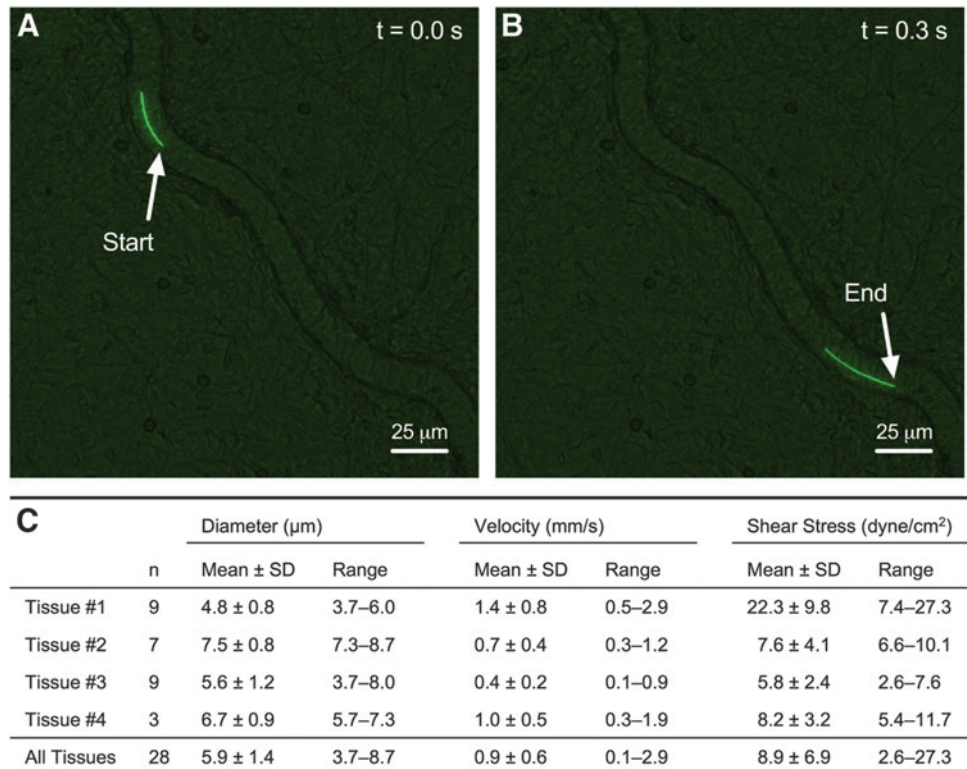 A
t = 0.0 s
Start
25 μm
B
t = 0.3 s
End
25 μm
C
Diameter (μm) Velocity (mm/s) Shear Stress (dyne/cm²)
n Mean ± SD Range Mean ± SD Range Mean ± SD Range
Tissue #1 9 4.8 ± 0.8 3.7–6.0 1.4 ± 0.8 0.5–2.9 22.3 ± 9.8 7.4–27.3
Tissue #2 7 7.5 ± 0.8 7.3–8.7 0.7 ± 0.4 0.3–1.2 7.6 ± 4.1 6.6–10.1
Tissue #3 9 5.6 ± 1.2 3.7–8.0 0.4 ± 0.2 0.1–0.9 5.8 ± 2.4 2.6–7.6
Tissue #4 3 6.7 ± 0.9 5.7–7.3 1.0 ± 0.5 0.3–1.9 8.2 ± 3.2 5.4–11.7
All Tissues 28 5.9 ± 1.4 3.7–8.7 0.9 ± 0.6 0.1–2.9 8.9 ± 6.9 2.6–27.3